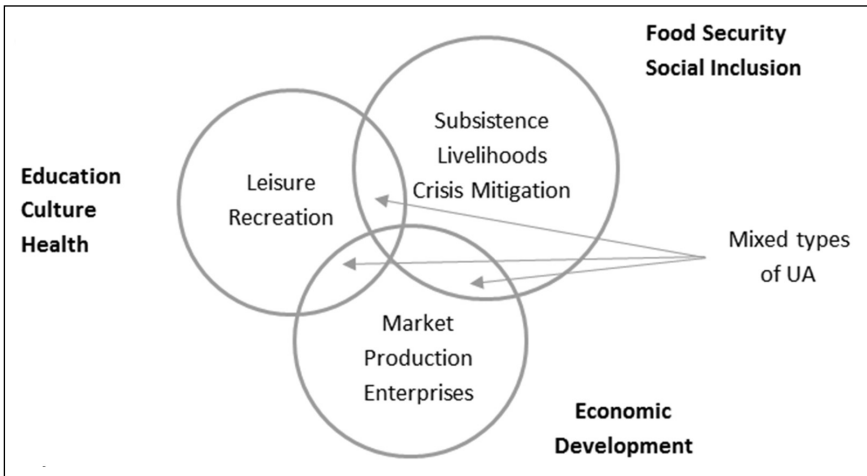 Food Security
Social Inclusion
Subsistence
Livelihoods
Crisis Mitigation
Education
Culture
Health
Leisure
Recreation
Mixed types
of UA
Market
Production
Enterprises
Economic
Development